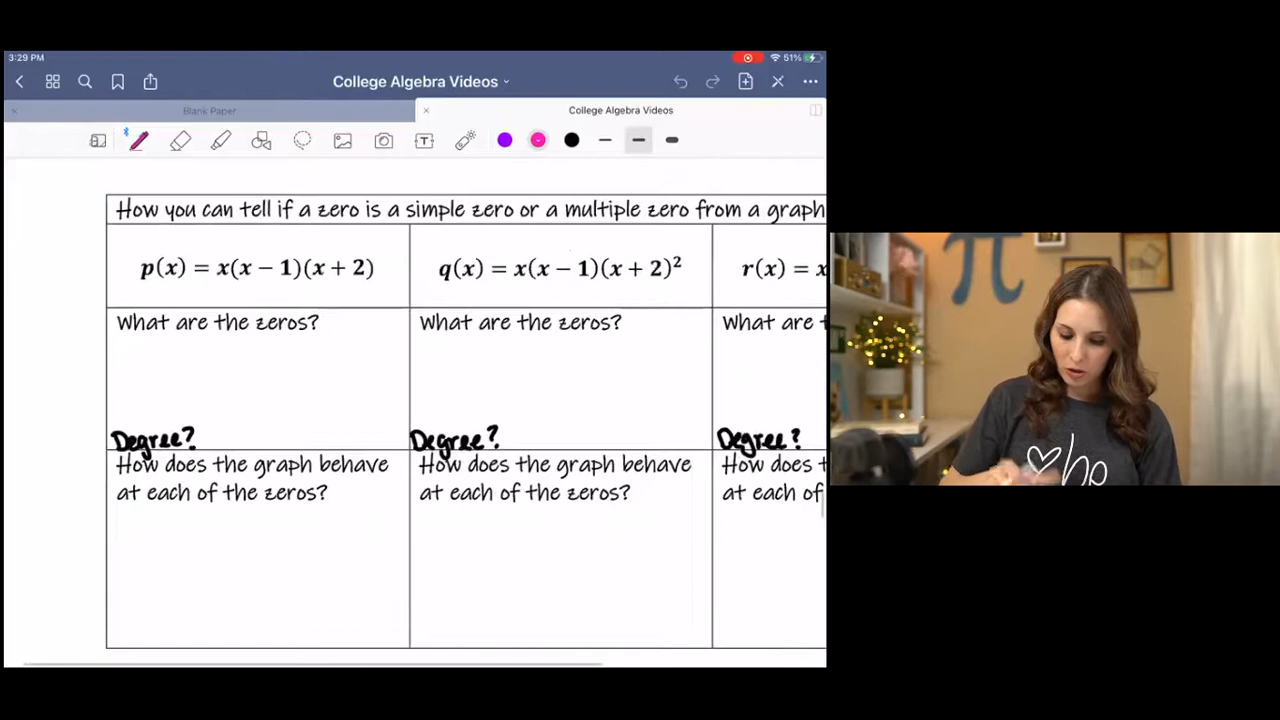 3:29 PM
51%
College Algebra Videos
Blank Paper
College Algebra Videos
T
How you can tell if a zero is a simple zero or a multiple zero from a graph
p(x) = x(x − 1)(x + 2)
q(x) = x(x − 1)(x + 2)²
r(x) = x
What are the zeros?
What are the zeros?
What are t
Degree?
Degree?
Degree?
How does the graph behave
at each of the zeros?
How does the graph behave
at each of the zeros?
How does t
at each of
π